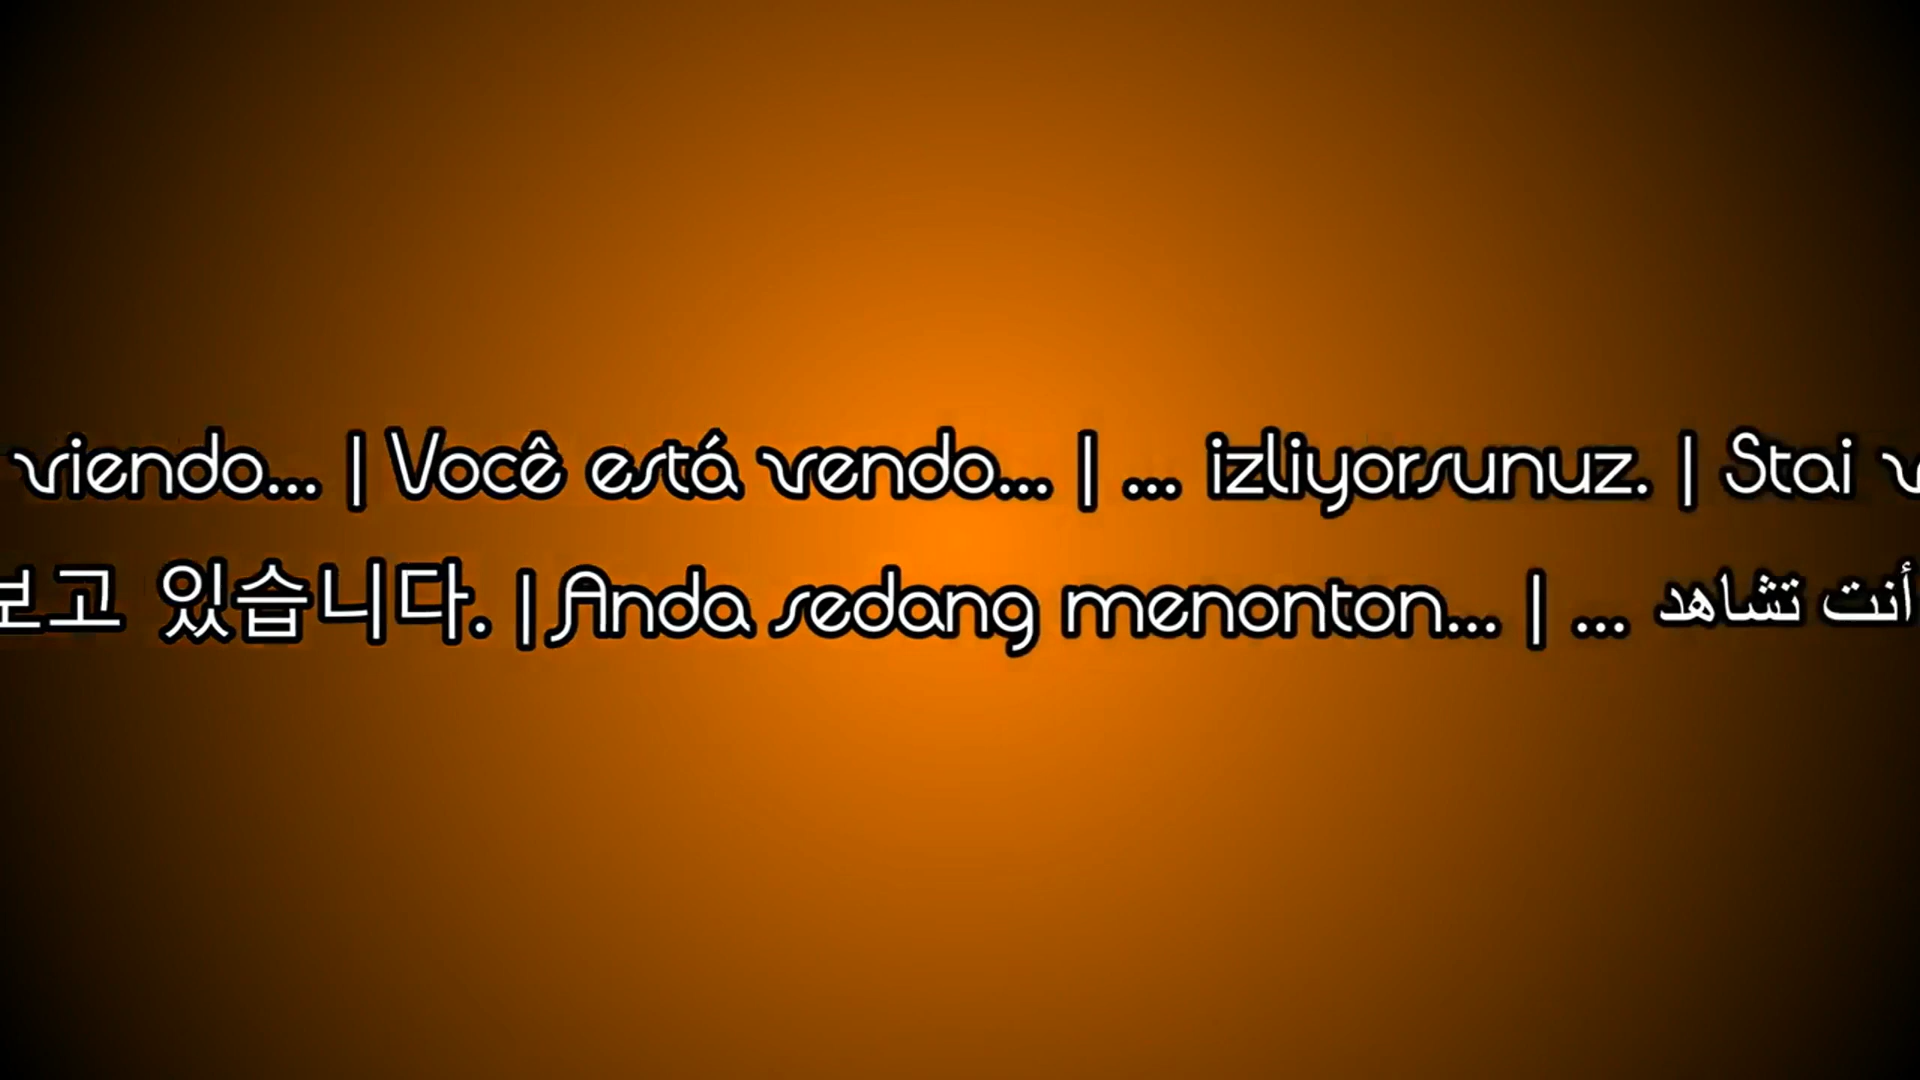 viendo... | Você está vendo... | ... izliyorsunuz. | Stai
보고 있습니다. | Anda sedang menonton... | ... أنت تشاهد